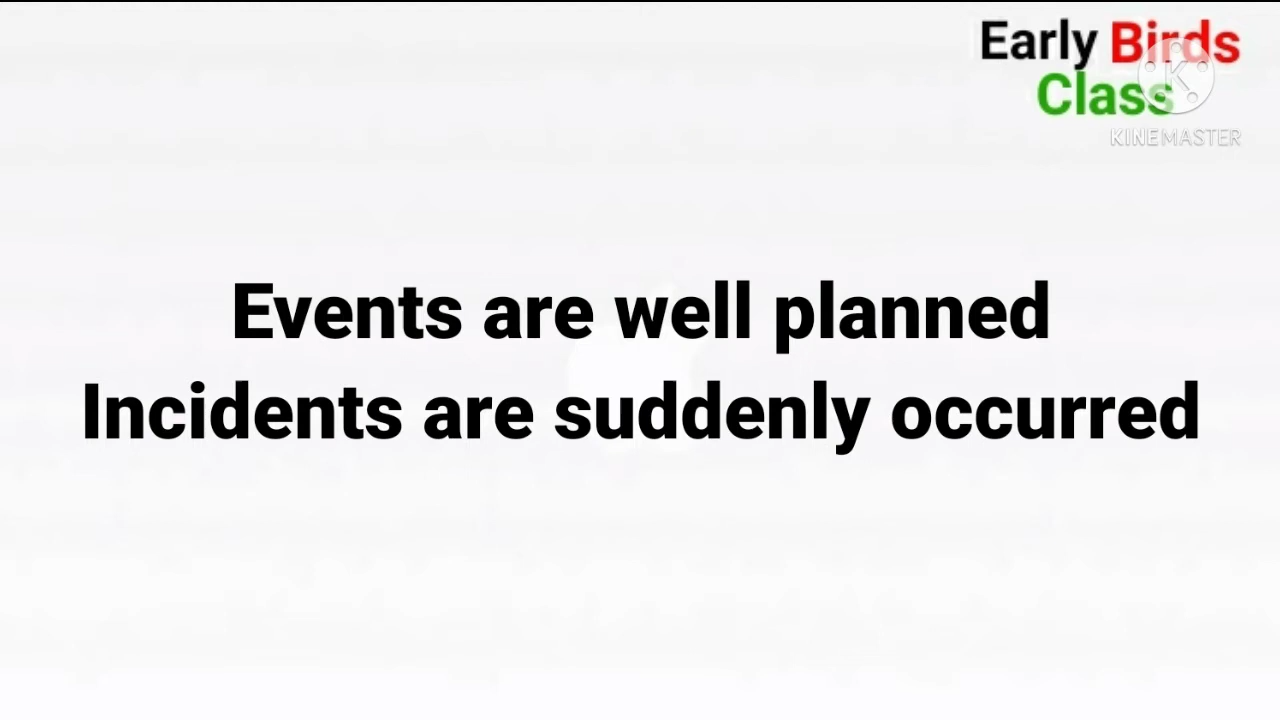 Early Birds
Class
KINEMASTER
Events are well planned
Incidents are suddenly occurred